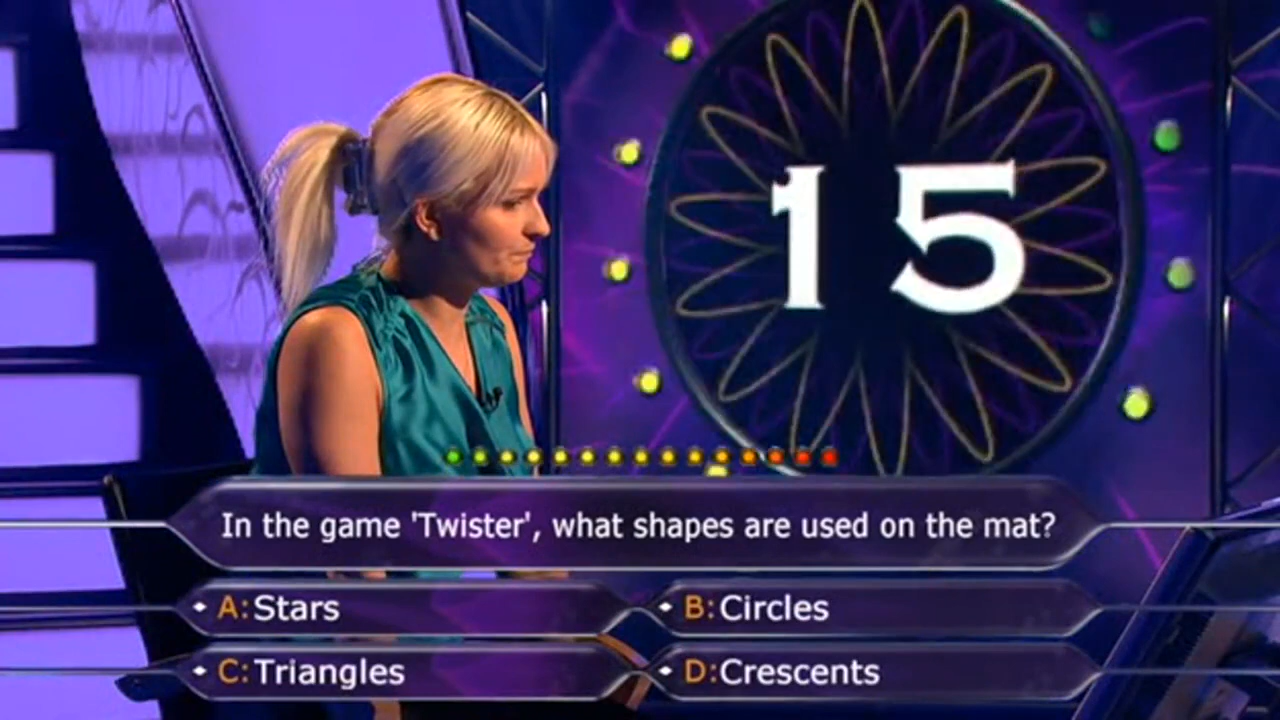 15
In the game 'Twister', what shapes are used on the mat?
A: Stars
B: Circles
C: Triangles
D: Crescents